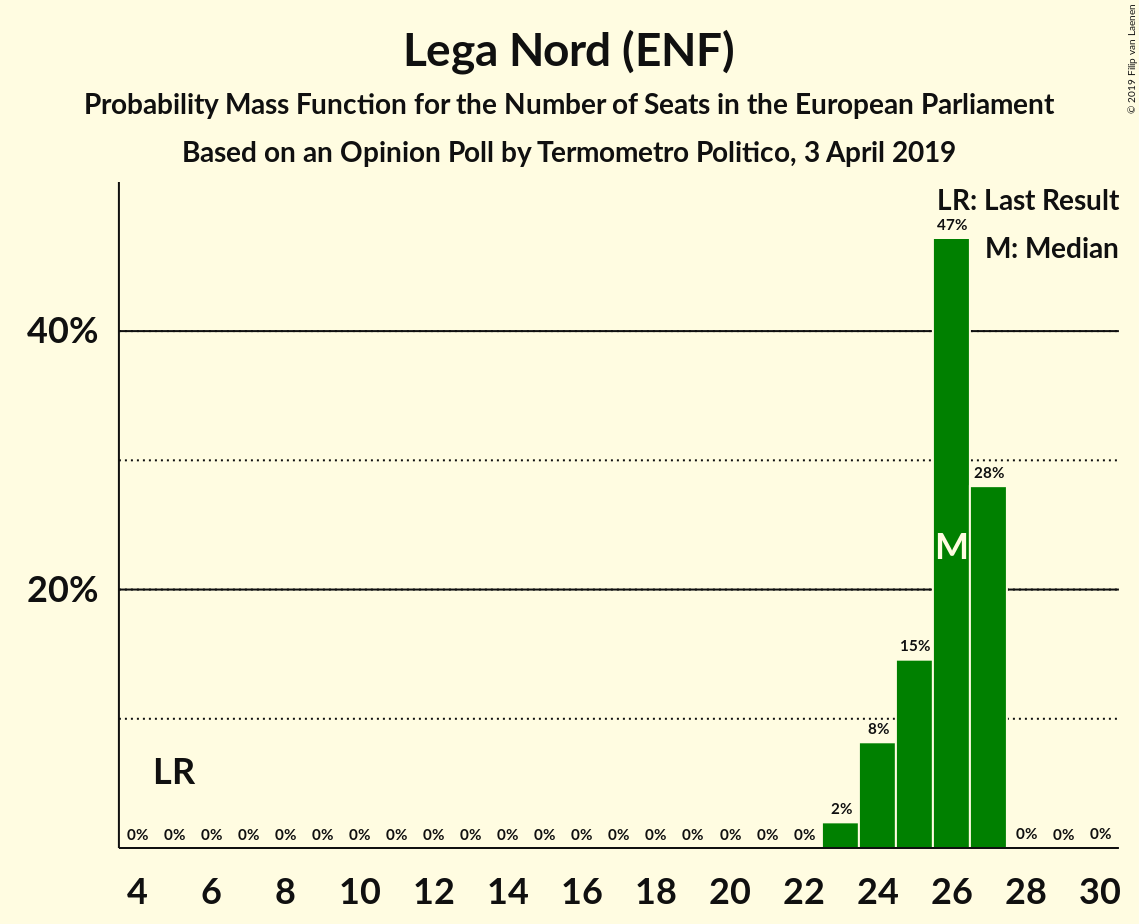 Lega Nord (ENF)
Probability Mass Function for the Number of Seats in the European Parliament
Based on an Opinion Poll by Termometro Politico, 3 April 2019
© 2019 Filip van Laenen
LR: Last Result
M: Median
47%
40%
28%
M
20%
15%
8%
LR
2%
0% 0% 0% 0% 0% 0% 0% 0% 0% 0% 0% 0% 0% 0% 0% 0% 0% 0% 0% 0% 0% 0%
4 6 8 10 12 14 16 18 20 22 24 26 28 30